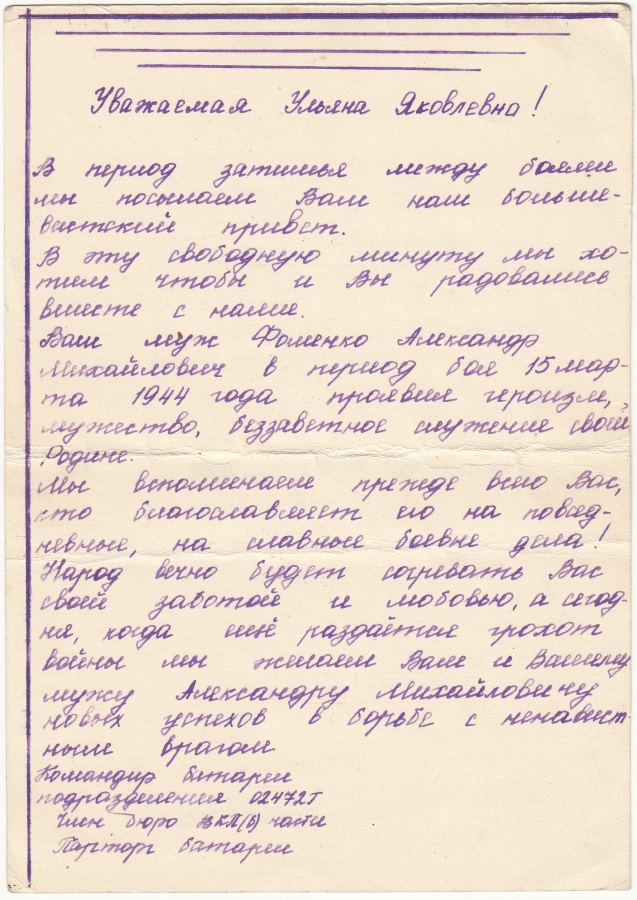 Уважаемая Ульяна Яковлевна!
В период затишья между боями
мы посылаем Вам наш больше-
вистский привет.
В эту свободную минуту мы хо-
тим чтобы и Вы радовались
вместе с нами.
Ваш муж Фоменко Александр
Михайлович в период боя 15 мар-
та 1944 года проявил героизм,
мужество, беззаветное служение своей
Родине.
Мы вспоминаем прежде всего Вас,
кто благославляет его на повсед-
невные, на славные боевые дела!
Народ вечно будет согревать Вас
своей заботой и любовью, а сегод-
ня, когда ещё раздаётся грохот
войны мы желаем Вам и Вашему
мужу Александру Михайловичу
новых успехов в борьбе с ненавист-
ным врагом
Командир батареи
подразделения 02472Г
Член бюро ВКП(б) части
Парторг батареи